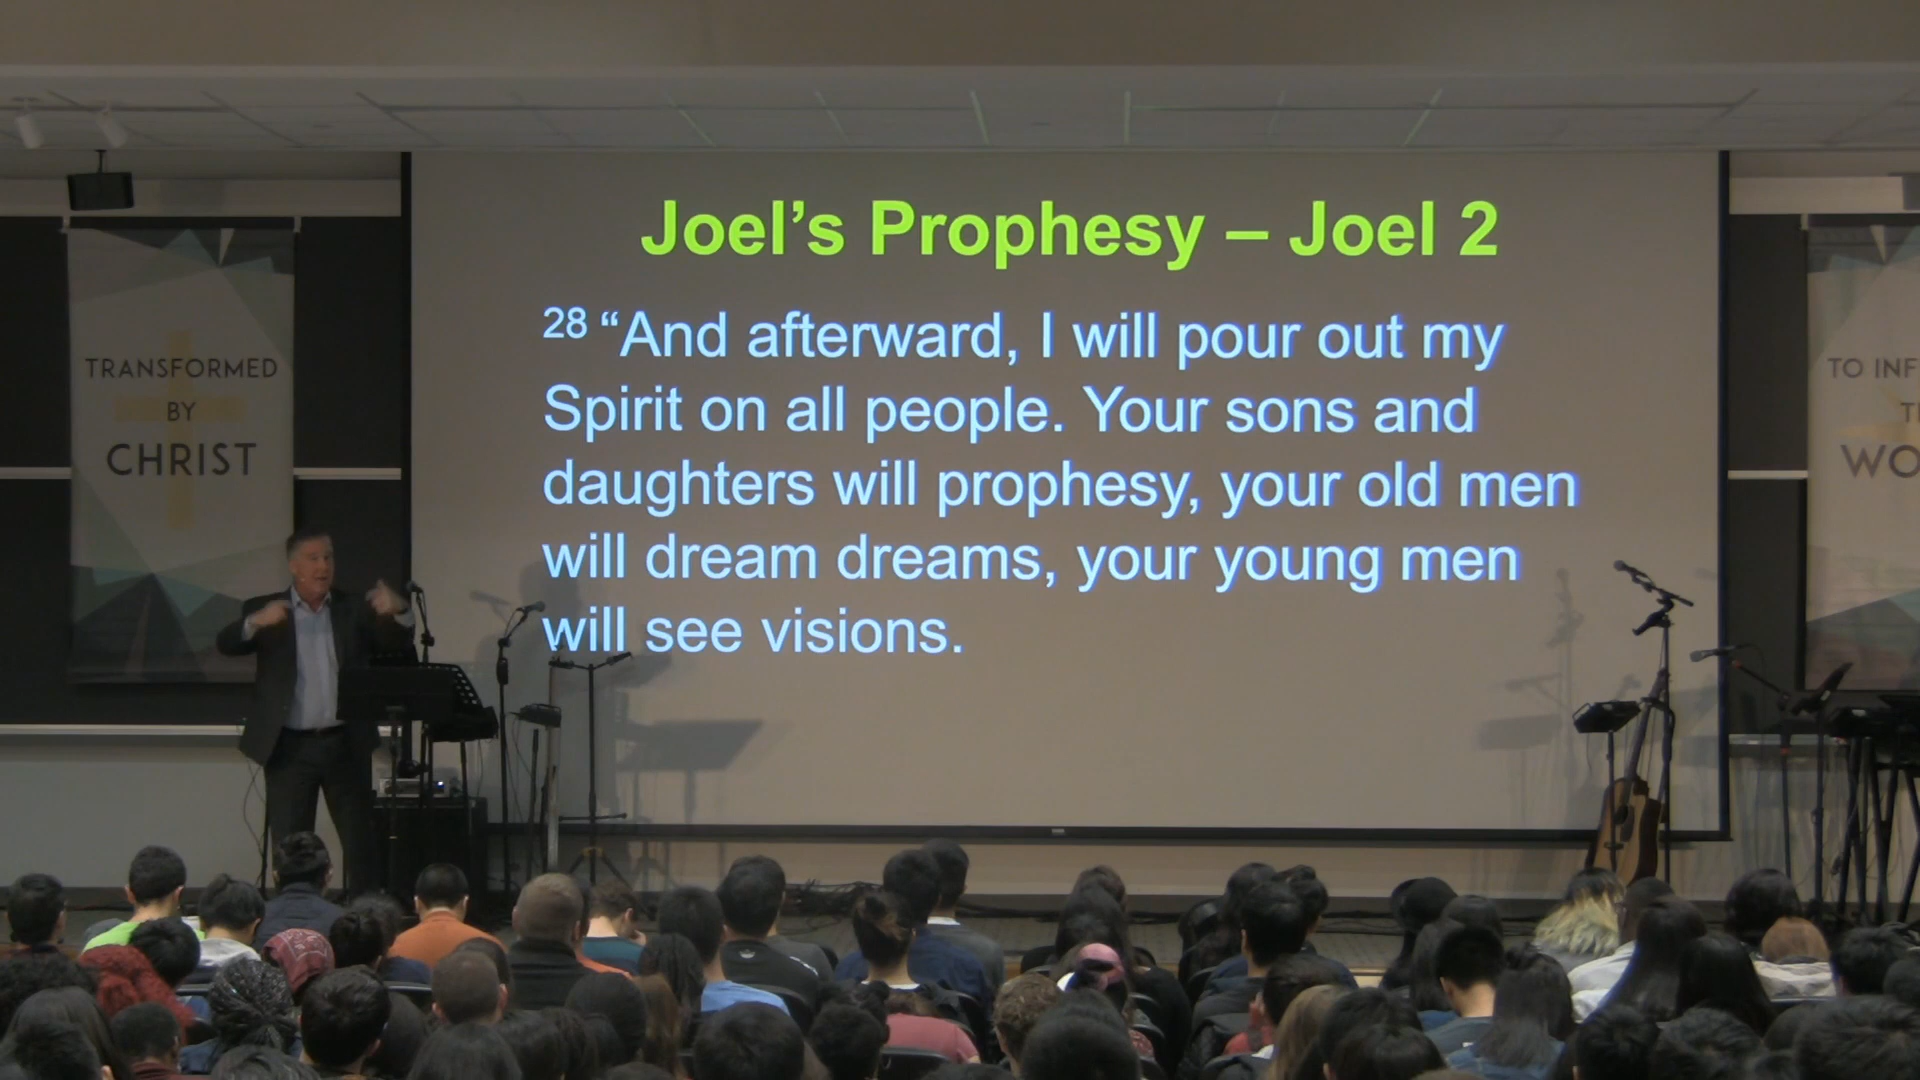 Joel’s Prophesy – Joel 2
28 “And afterward, I will pour out my
Spirit on all people. Your sons and
daughters will prophesy, your old men
will dream dreams, your young men
will see visions.
TRANSFORMED
BY
CHRIST
TO INF
T
WO